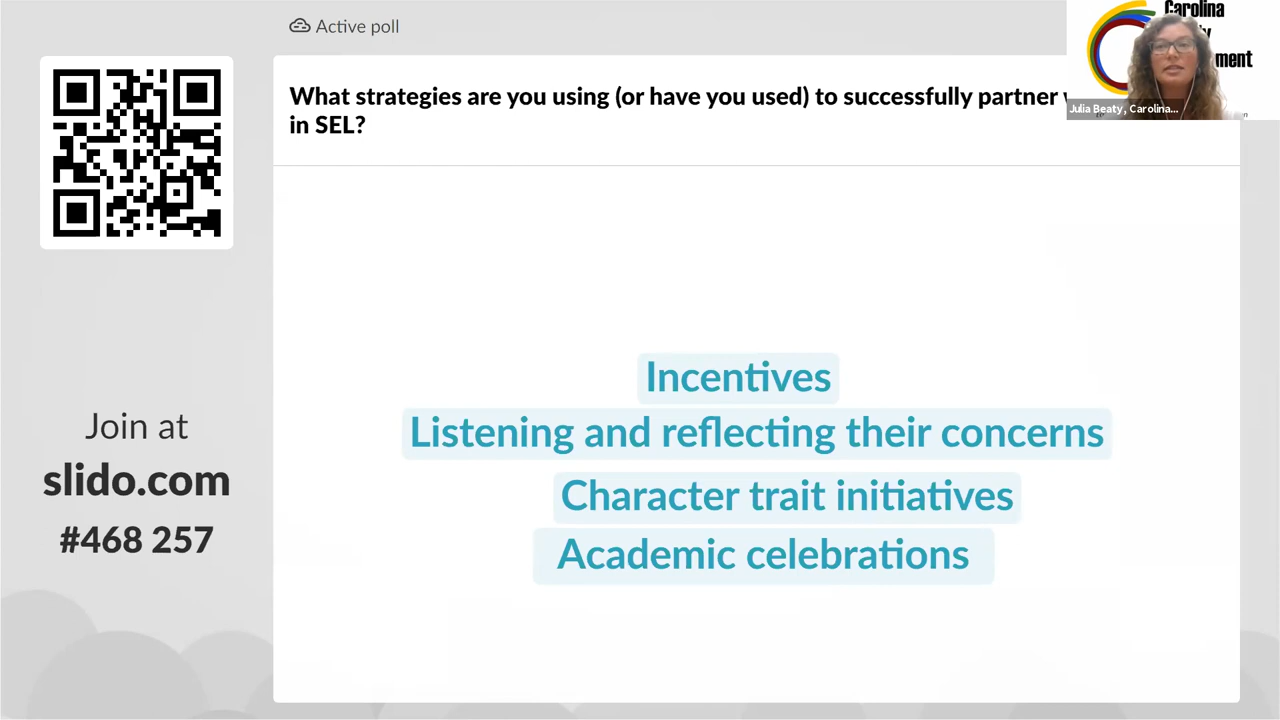 Active poll
What strategies are you using (or have you used) to successfully partner
in SEL?
Carolina
ment
Julia Beaty, Carolina...
Incentives
Listening and reflecting their concerns
Character trait initiatives
Academic celebrations
Join at
slido.com
#468 257